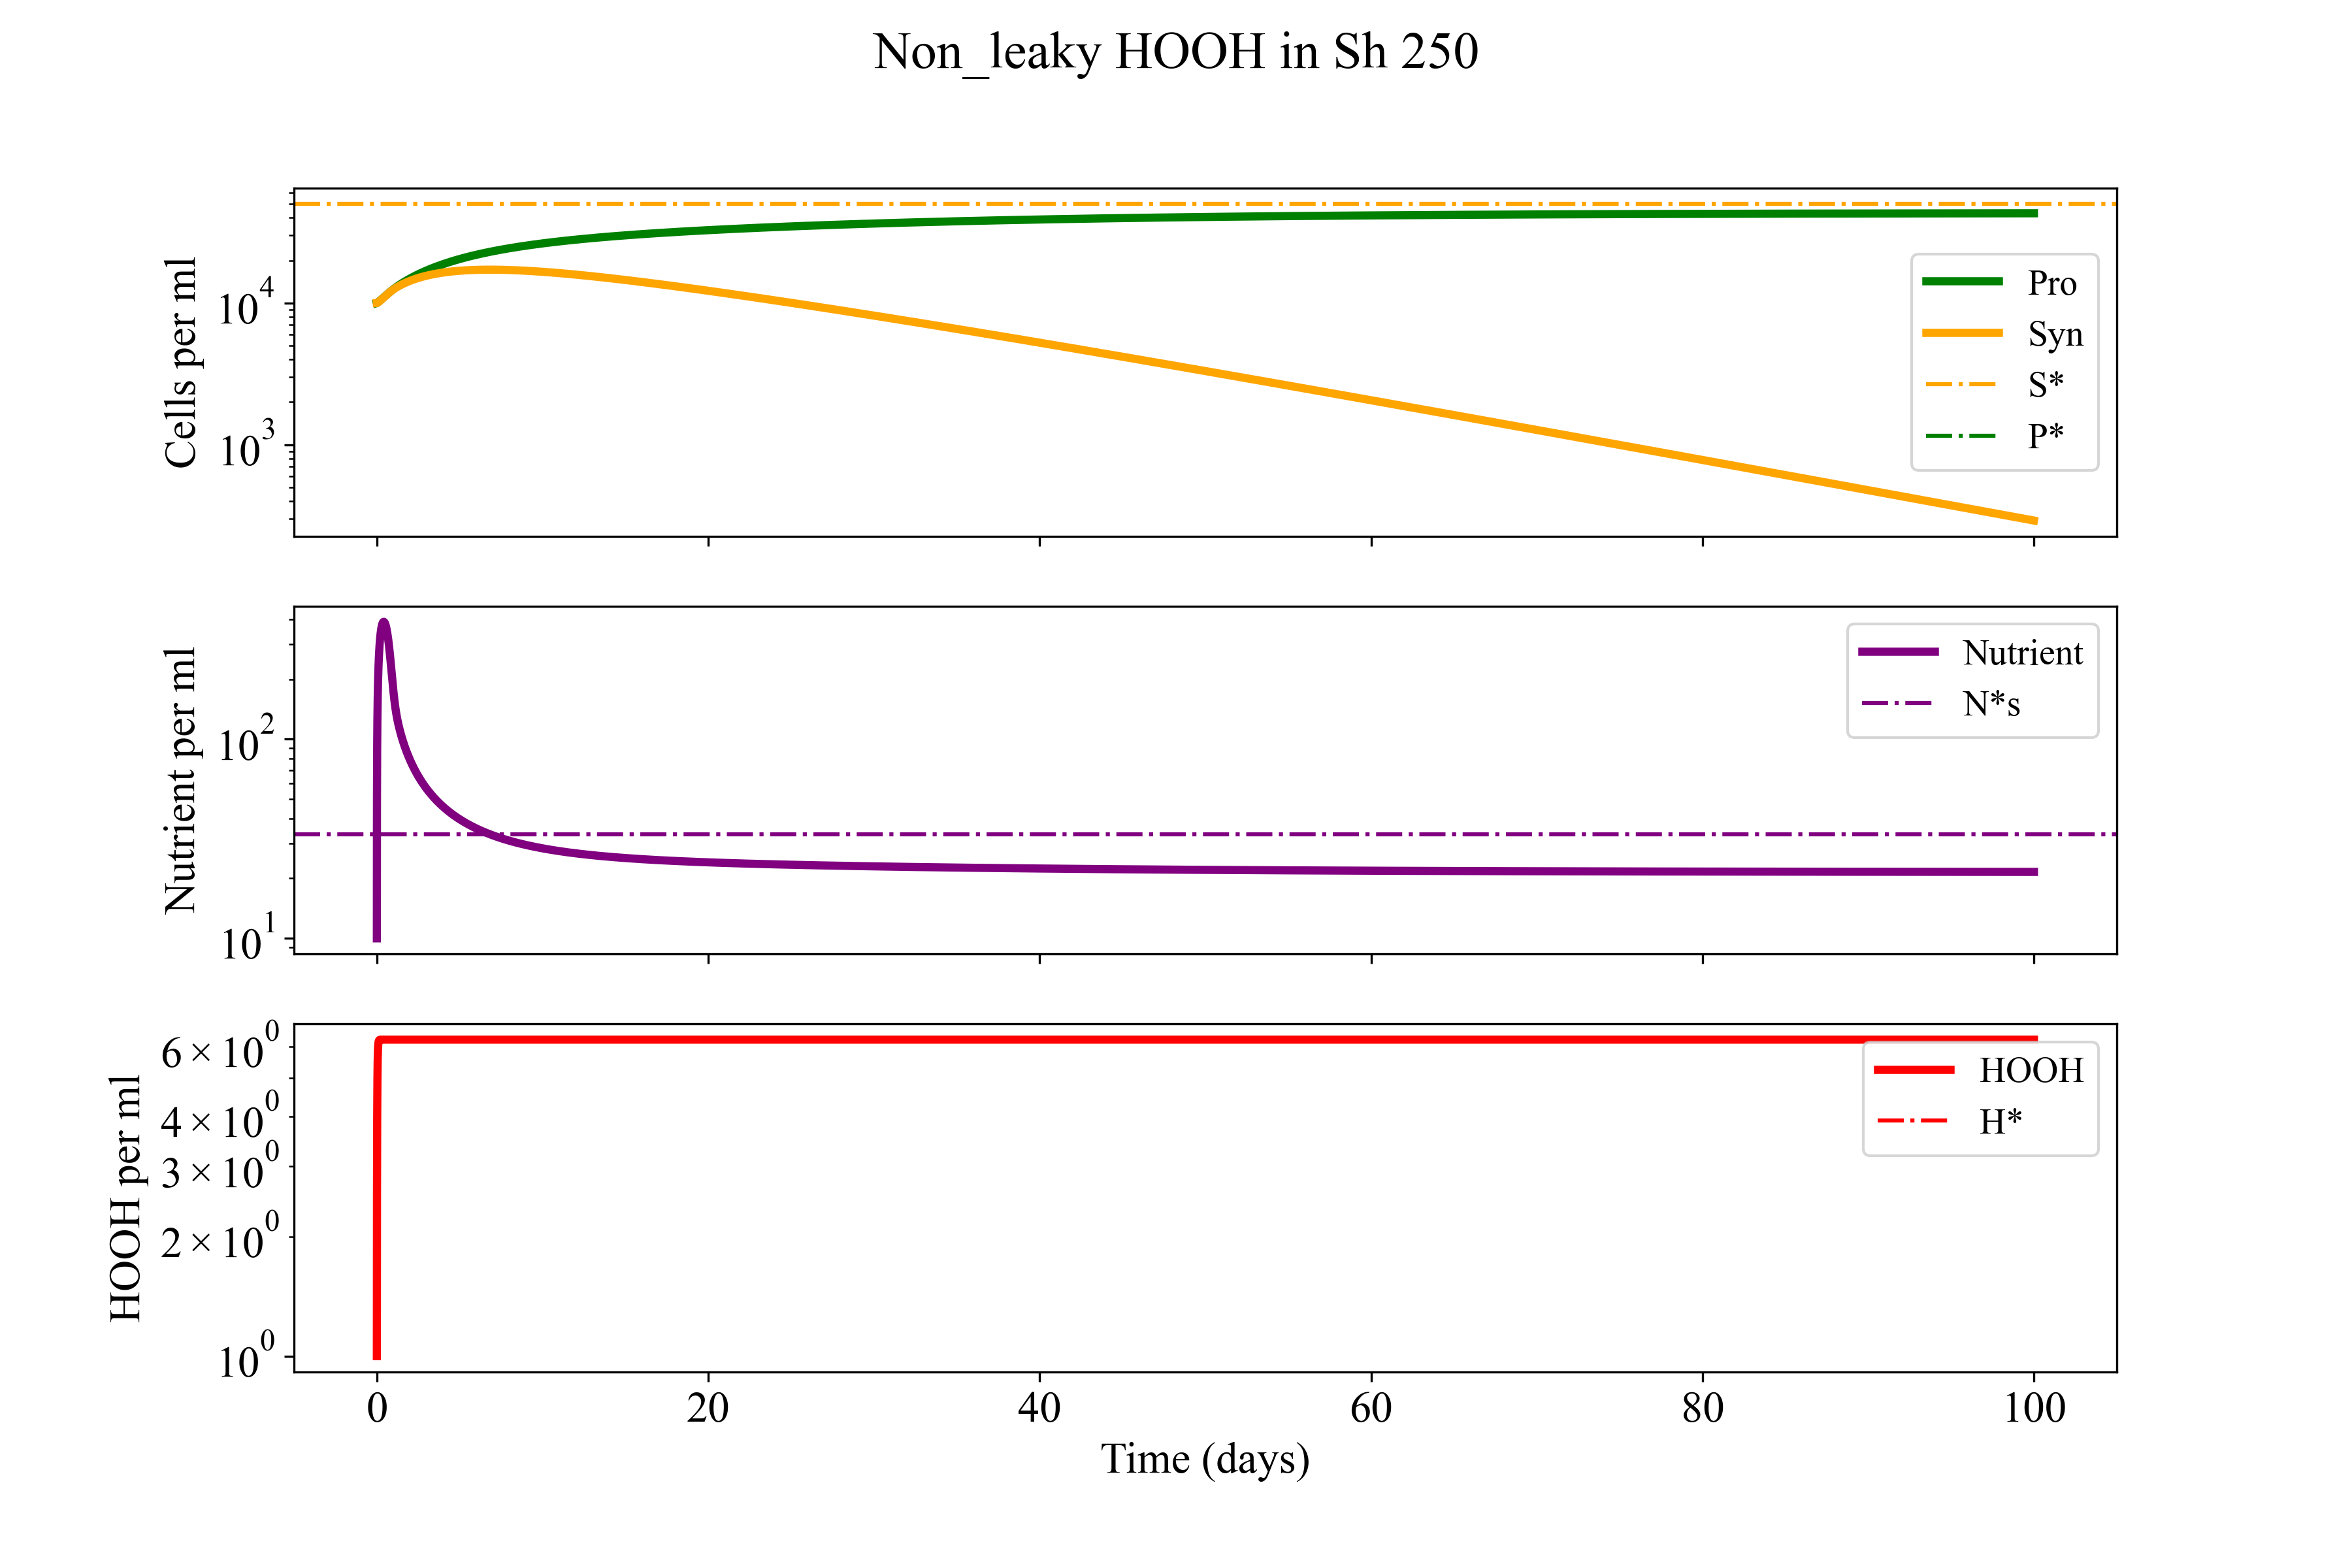 Non_leaky HOOH in Sh 250
Cells per ml
10^4
10^3
Pro
Syn
S*
P*
Nutrient per ml
10^2
10^1
Nutrient
N*s
HOOH per ml
6 × 10^0
4 × 10^0
3 × 10^0
2 × 10^0
10^0
HOOH
H*
0 20 40 60 80 100
Time (days)